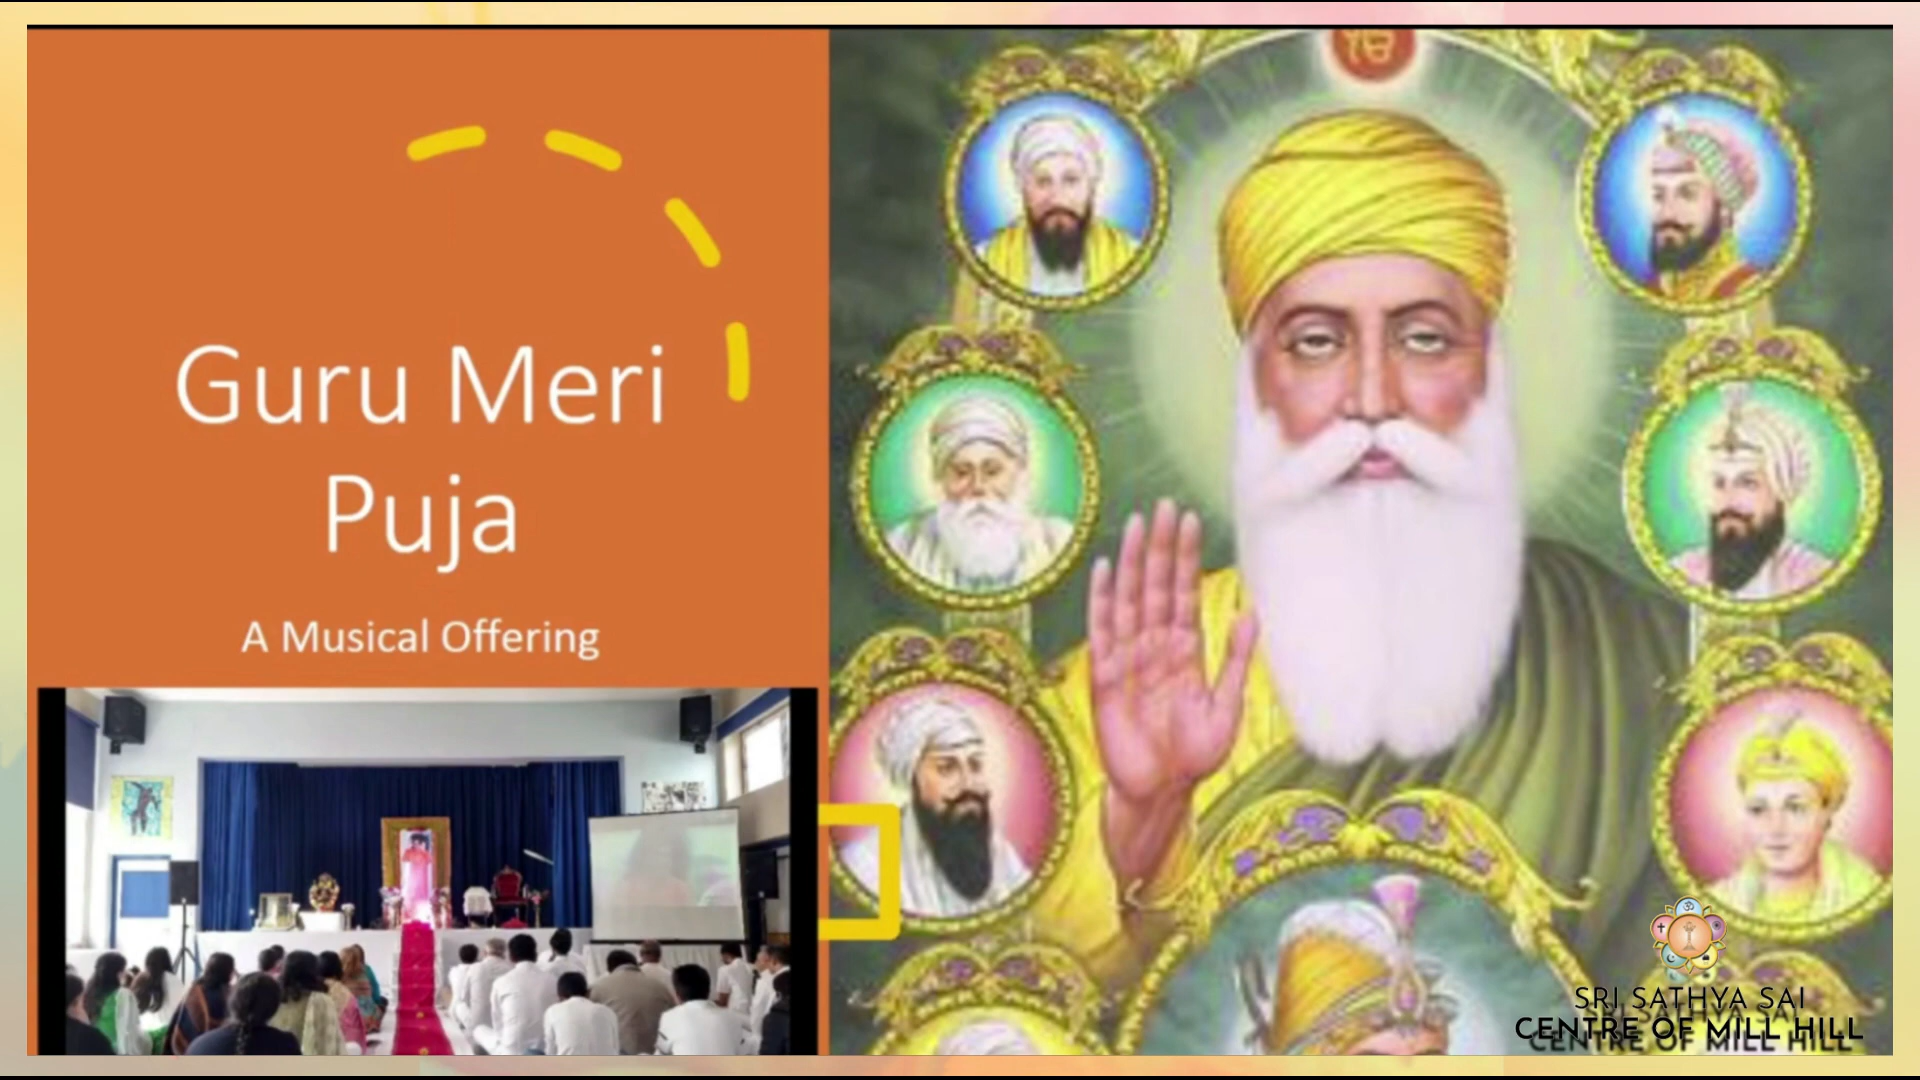 ੴ
Guru Meri
Puja
A Musical Offering
SRI SATHYA SAI
CENTRE OF MILL HILL